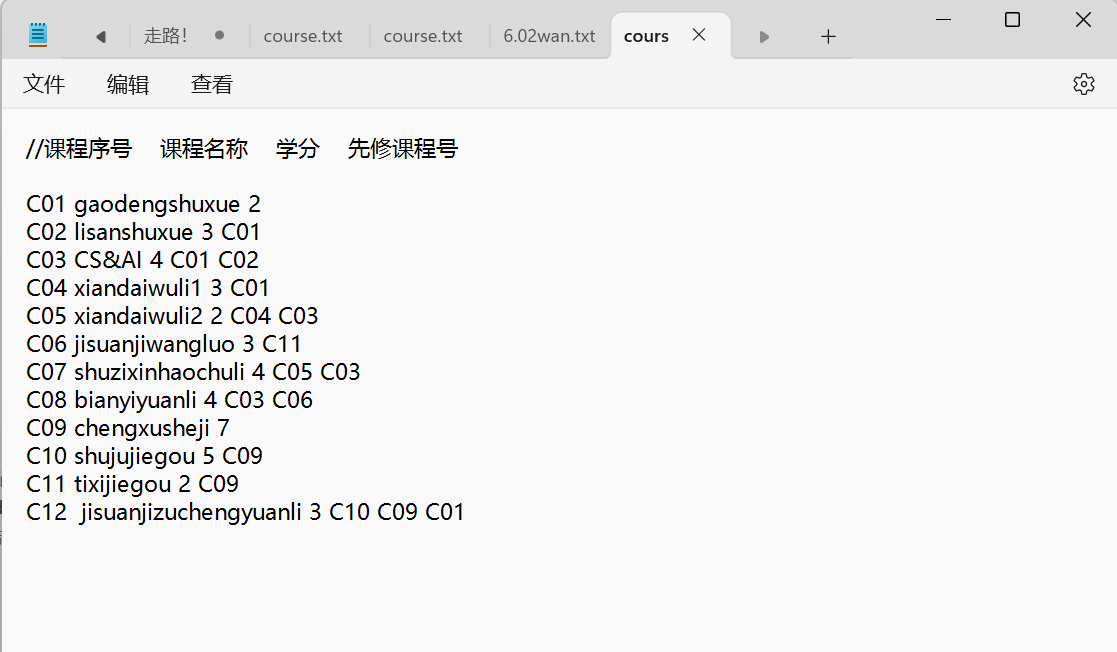 走路！ course.txt course.txt 6.02wan.txt cours
文件 编辑 查看
//课程序号 课程名称 学分 先修课程号
C01 gaodengshuxue 2
C02 lisanshuxue 3 C01
C03 CS&AI 4 C01 C02
C04 xiandaiwuli1 3 C01
C05 xiandaiwuli2 2 C04 C03
C06 jisuanjiwangluo 3 C11
C07 shuzixinhaochuli 4 C05 C03
C08 bianyiyuanli 4 C03 C06
C09 chengxusheji 7
C10 shujujiegou 5 C09
C11 tixijiegou 2 C09
C12  jisuanjizuchengyuanli 3 C10 C09 C01